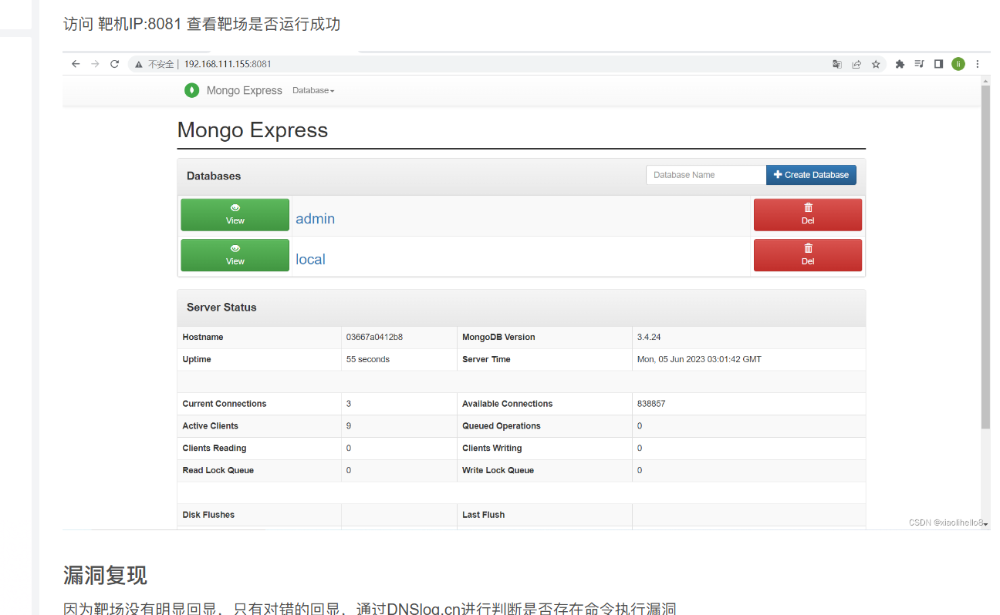 访问 靶机IP:8081 查看靶场是否运行成功
不安全 | 192.168.111.155:8081
li
Mongo Express Database
Mongo Express
Databases
Database Name
Create Database
View admin Del
View local Del
Server Status
Hostname 03667a0412b8 MongoDB Version 3.4.24
Uptime 55 seconds Server Time Mon, 05 Jun 2023 03:01:42 GMT
Current Connections 3 Available Connections 838857
Active Clients 9 Queued Operations 0
Clients Reading 0 Clients Writing 0
Read Lock Queue 0 Write Lock Queue 0
Disk Flushes Last Flush
CSDN @xiaolihello8
漏洞复现
因为靶场没有明显回显，只有对错的回显，通过DNSlog.cn进行判断是否存在命令执行漏洞